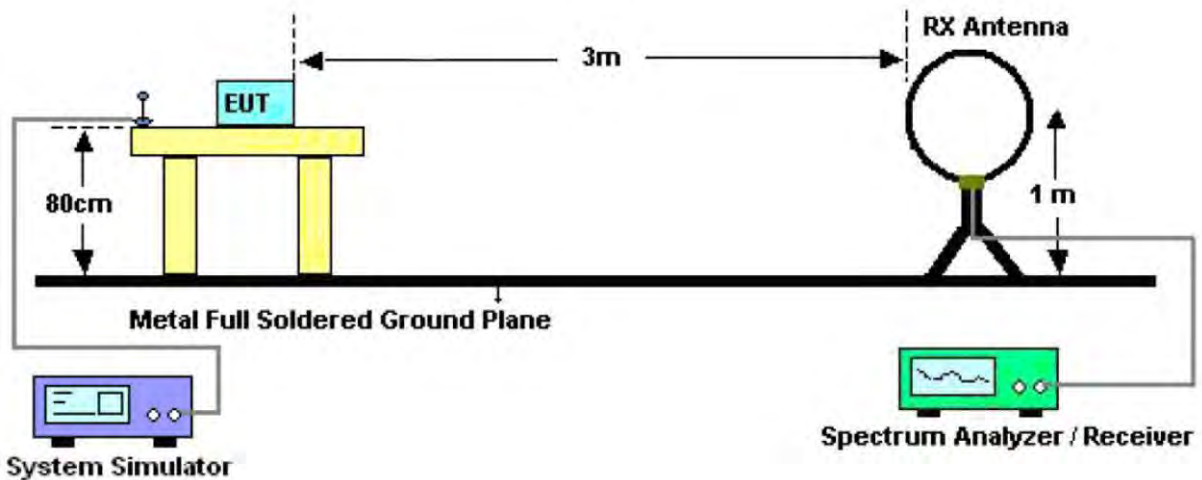 RX Antenna
3m
EUT
80cm
1 m
Metal Full Soldered Ground Plane
Spectrum Analyzer / Receiver
System Simulator